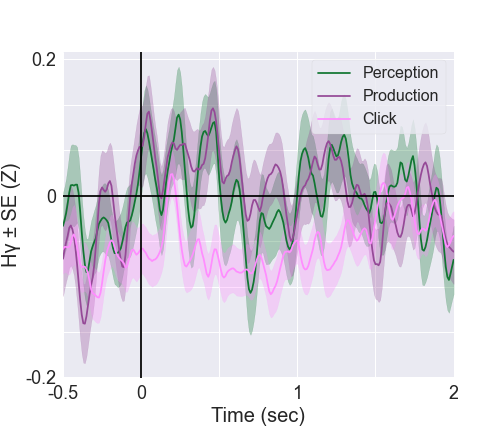 0.2
Perception
Production
Click
Hγ ± SE (Z)
0
-0.2
-0.5 0 1 2
Time (sec)